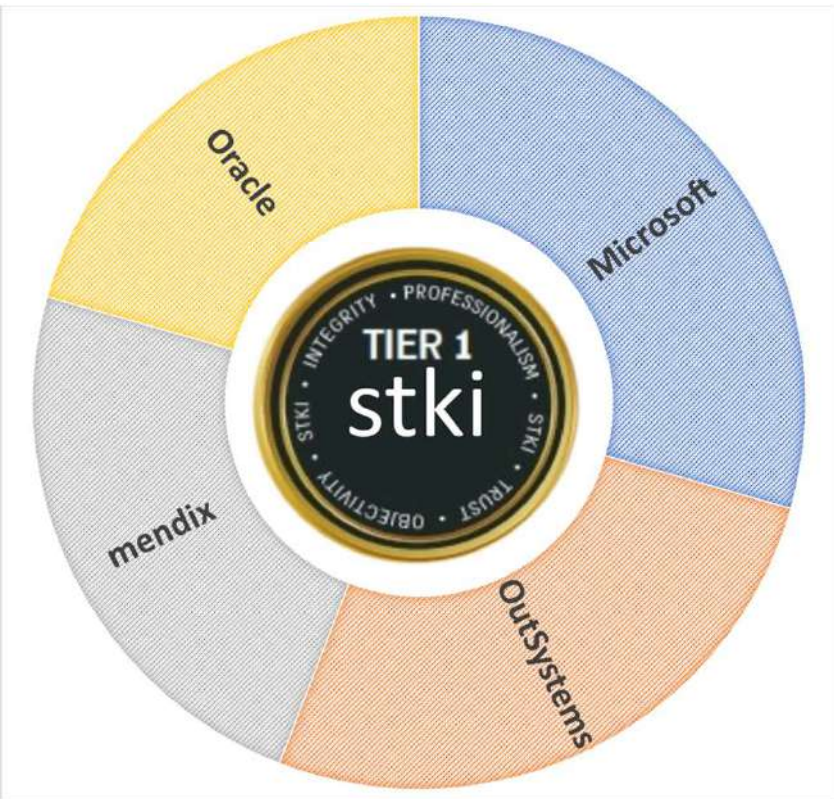 Oracle
Microsoft
mendix
OutSystems
TIER 1
stki
• PROFESSIONALISM • STKI • TRUST • OBJECTIVITY • STKI • INTEGRITY